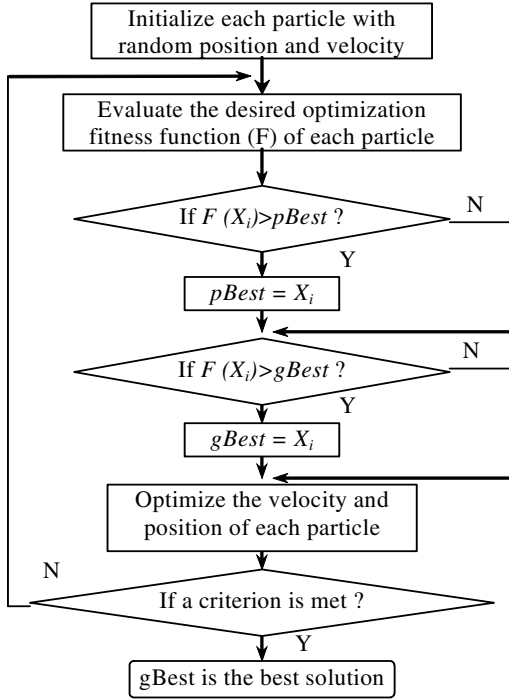 Initialize each particle with
random position and velocity
Evaluate the desired optimization
fitness function (F) of each particle
If F (Xi)>pBest ?
N
Y
pBest = Xi
If F (Xi)>gBest ?
N
Y
gBest = Xi
Optimize the velocity and
position of each particle
N
If a criterion is met ?
Y
gBest is the best solution